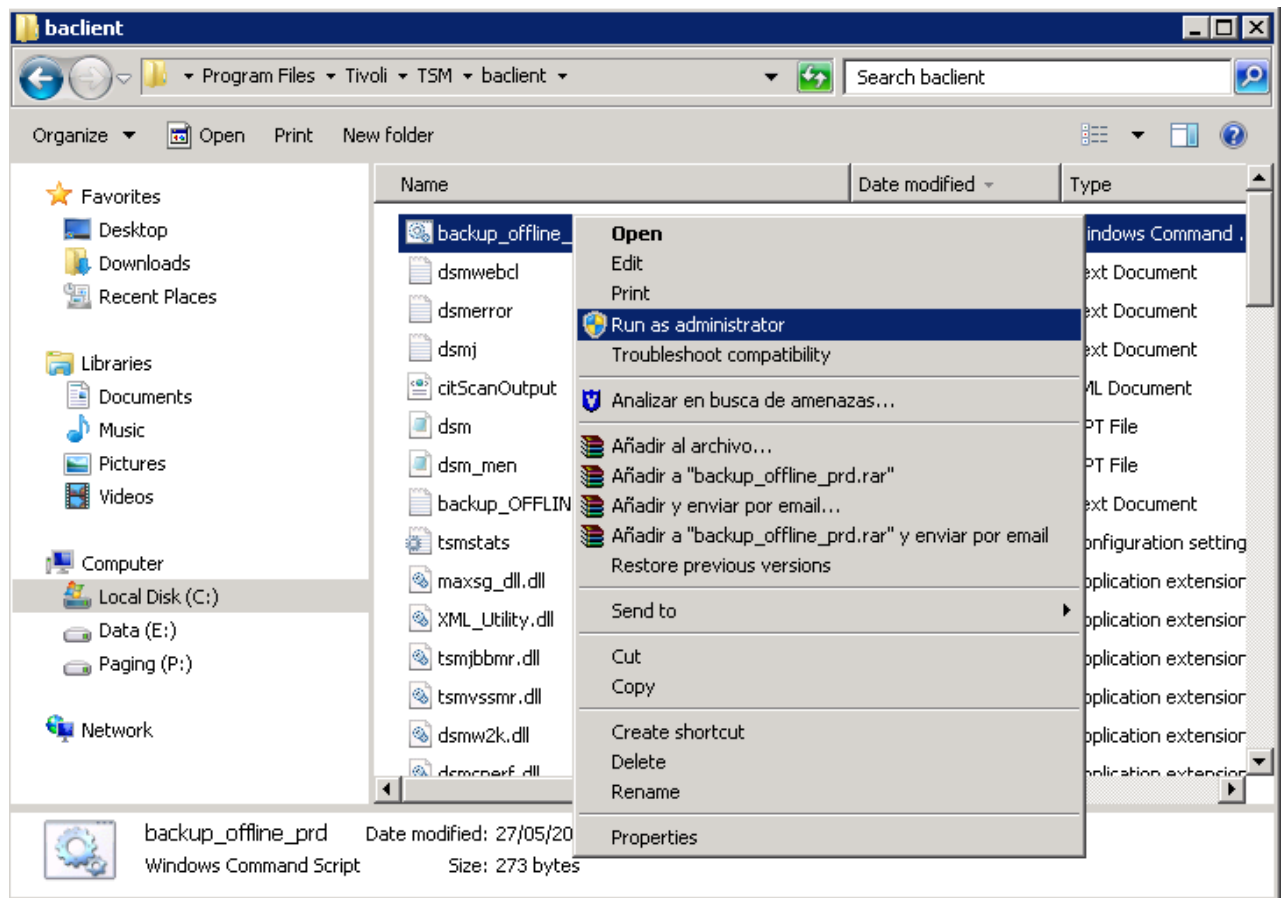 baclient
Program Files Tivoli TSM baclient
Search baclient
Organize Open Print New folder
Favorites
Desktop
Downloads
Recent Places
Libraries
Documents
Music
Pictures
Videos
Computer
Local Disk (C:)
Data (E:)
Paging (P:)
Network
Name Date modified Type
backup_offline_
dsmwebcl
dsmerror
dsmj
citScanOutput
dsm
dsm_men
backup_OFFLIN
tsmstats
maxsg_dll.dll
XML_Utility.dll
tsmjbbmr.dll
tsmvssmr.dll
dsmw2k.dll
dsmcperf.dll
Open
Edit
Print
Run as administrator
Troubleshoot compatibility
Analizar en busca de amenazas...
Añadir al archivo...
Añadir a "backup_offline_prd.rar"
Añadir y enviar por email...
Añadir a "backup_offline_prd.rar" y enviar por email
Restore previous versions
Send to
Cut
Copy
Create shortcut
Delete
Rename
Properties
indows Command .
ext Document
ext Document
ext Document
ML Document
PT File
PT File
ext Document
onfiguration setting
pplication extension
pplication extension
pplication extension
pplication extension
pplication extension
pplication extension
backup_offline_prd Date modified: 27/05/20
Windows Command Script Size: 273 bytes